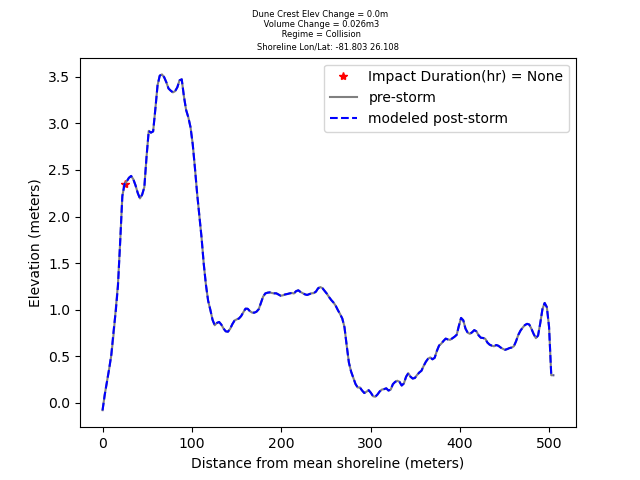 Dune Crest Elev Change = 0.0m
Volume Change = 0.026m3
Regime = Collision
Shoreline Lon/Lat: -81.803 26.108
Impact Duration(hr) = None
pre-storm
modeled post-storm
3.5
3.0
2.5
2.0
1.5
1.0
0.5
0.0
Elevation (meters)
0 100 200 300 400 500
Distance from mean shoreline (meters)